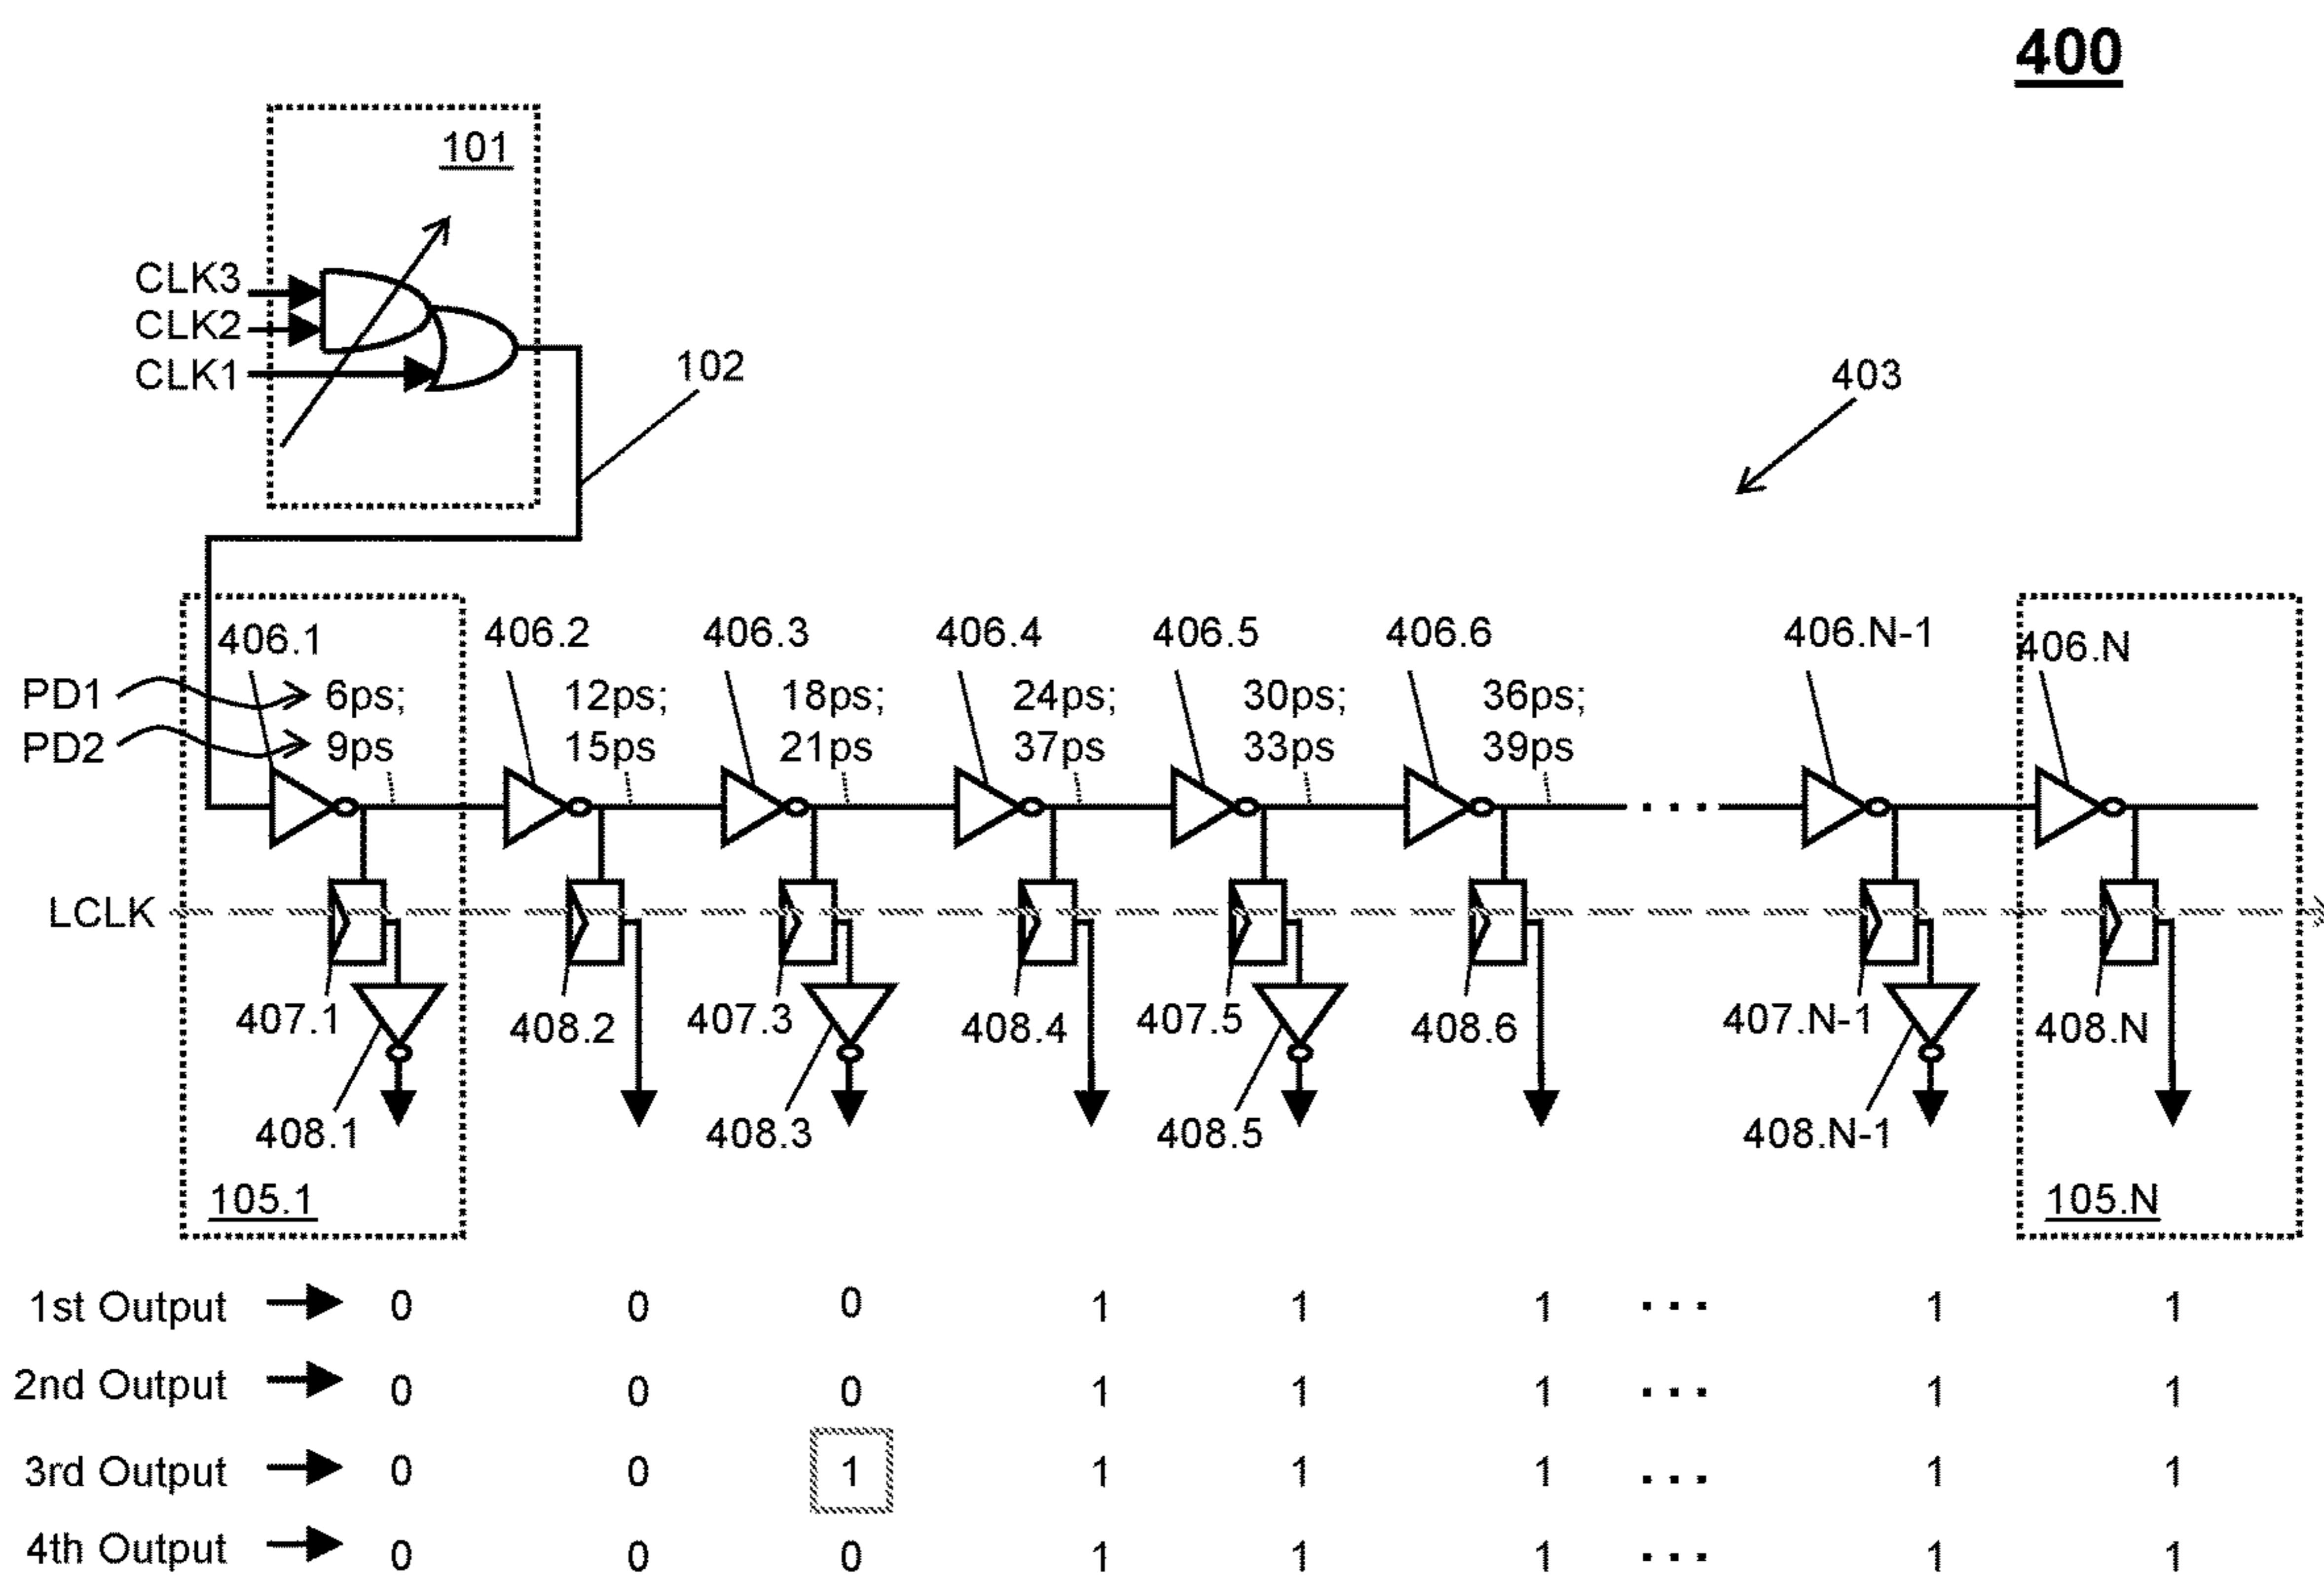 400
101
CLK3
CLK2
CLK1
102
403
406.1 406.2 406.3 406.4 406.5 406.6 406.N-1 406.N
PD1 6ps; 12ps; 18ps; 24ps; 30ps; 36ps;
PD2 9ps 15ps 21ps 37ps 33ps 39ps
LCLK
407.1 408.2 407.3 408.4 407.5 408.6 407.N-1 408.N
408.1 408.3 408.5 408.N-1
105.1 105.N
1st Output 0 0 0 1 1 1 ... 1 1
2nd Output 0 0 0 1 1 1 ... 1 1
3rd Output 0 0 1 1 1 1 ... 1 1
4th Output 0 0 0 1 1 1 ... 1 1